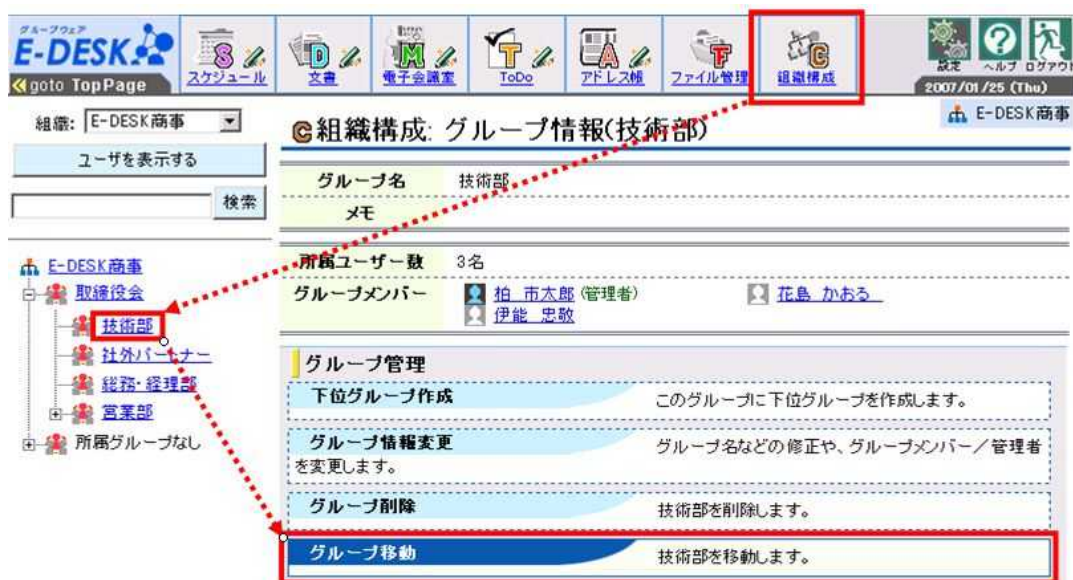 グループウェア
E-DESK
goto TopPage
スケジュール
文書
電子会議室
ToDo
アドレス帳
ファイル管理
組織構成
設定 ヘルプ ログアウト
2007/01/25 (Thu)
組織: E-DESK商事
ユーザを表示する
検索
E-DESK商事
取締役会
技術部
社外パートナー
総務・経理部
営業部
所属グループなし
E-DESK商事
組織構成: グループ情報(技術部)
グループ名 技術部
メモ
所属ユーザー数 3名
グループメンバー 柏 市太郎 (管理者) 花島 かおる
伊能 忠敬
グループ管理
下位グループ作成 このグループに下位グループを作成します。
グループ情報変更 グループ名などの修正や、グループメンバー/管理者
を変更します。
グループ削除 技術部を削除します。
グループ移動 技術部を移動します。